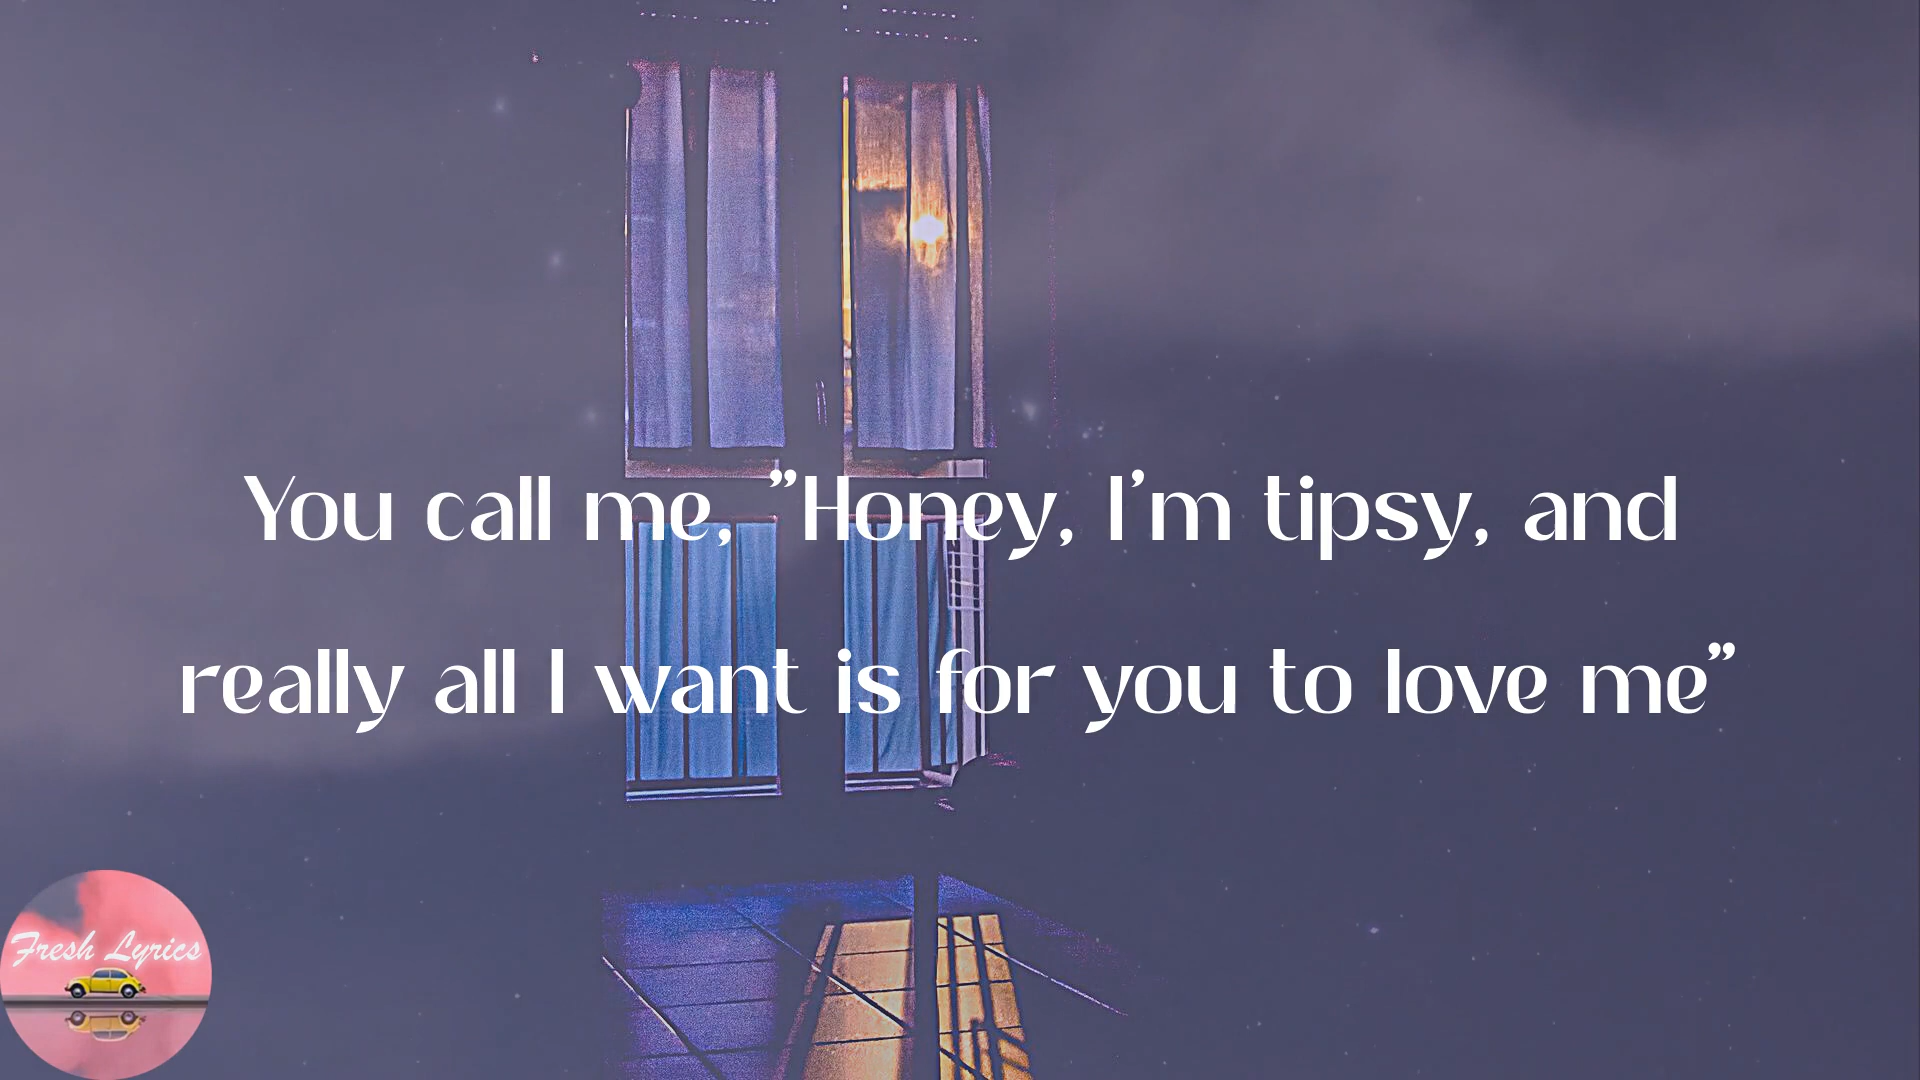 You call me, "Honey, I'm tipsy, and
really all I want is for you to love me"
Fresh Lyrics